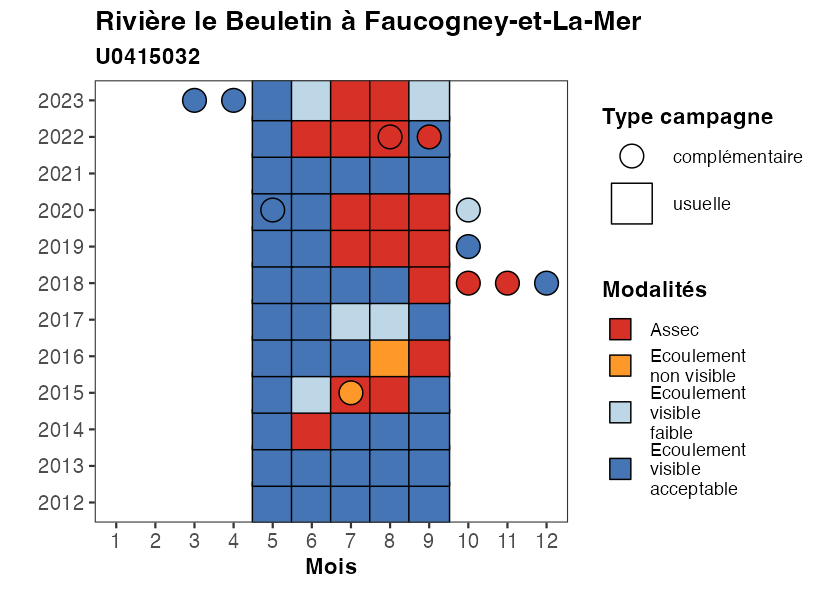 Rivière le Beuletin à Faucogney-et-La-Mer
U0415032
2023
2022
2021
2020
2019
2018
2017
2016
2015
2014
2013
2012
1 2 3 4 5 6 7 8 9 10 11 12
Mois
Type campagne
complémentaire
usuelle
Modalités
Assec
Ecoulement
non visible
Ecoulement
visible
faible
Ecoulement
visible
acceptable